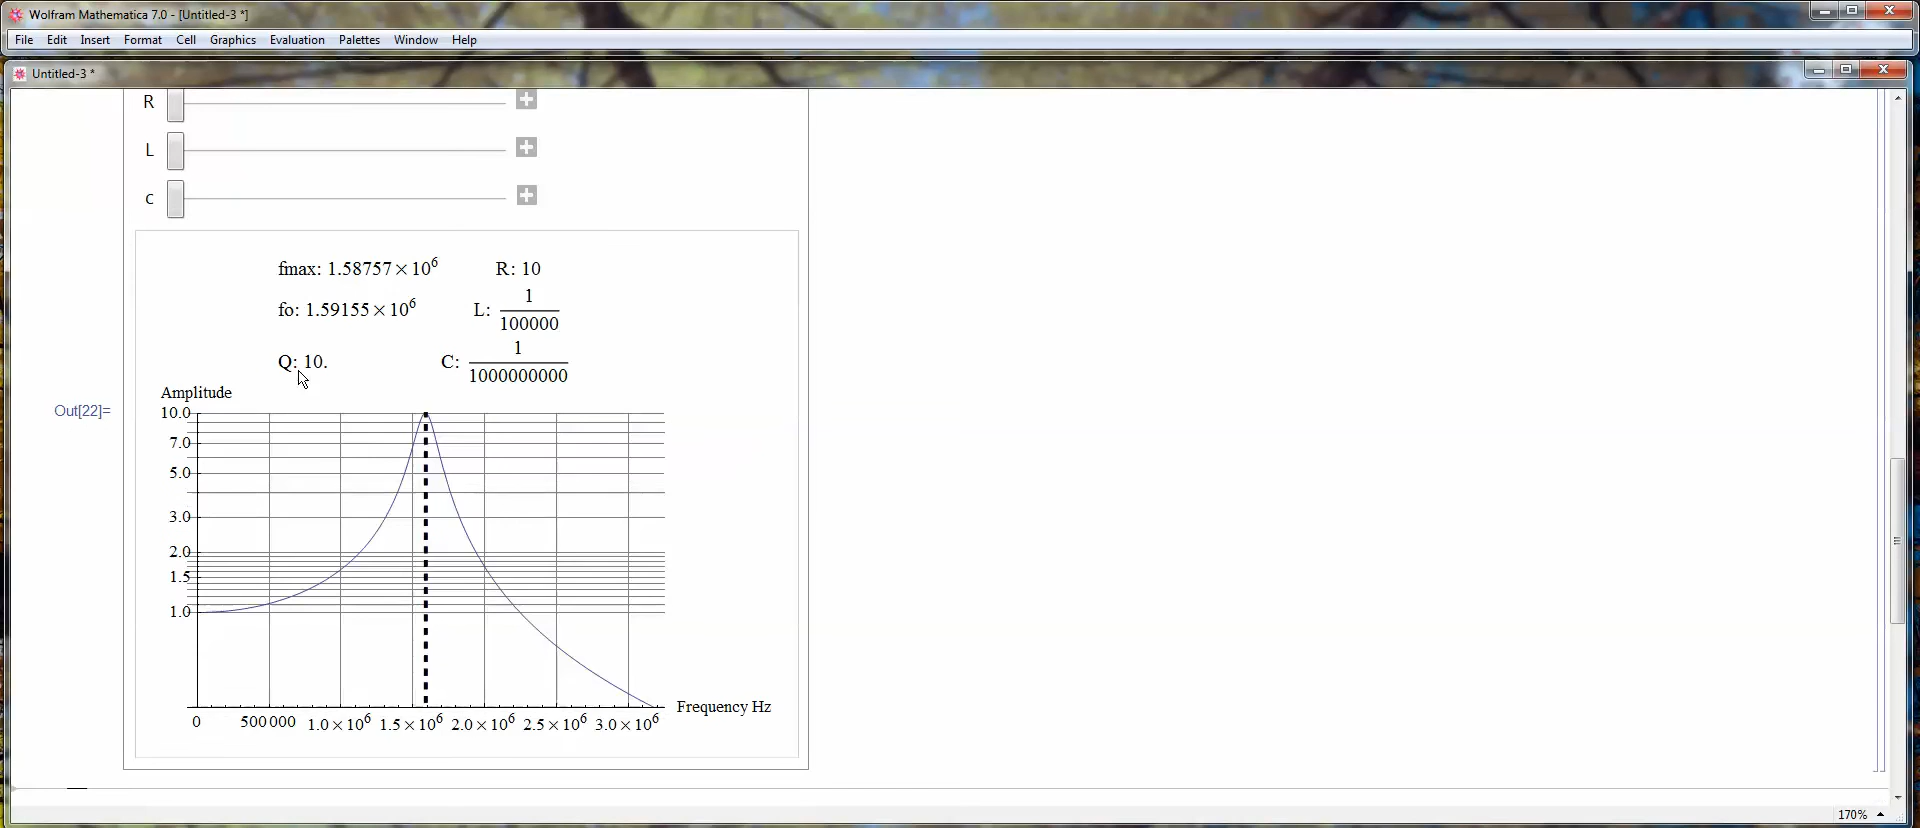 Wolfram Mathematica 7.0 - [Untitled-3 *]
File Edit Insert Format Cell Graphics Evaluation Palettes Window Help
Untitled-3 *
R
L
C
fmax: 1.58757×10^6 R: 10
fo: 1.59155×10^6 L: 1/100000
Q: 10. C: 1/1000000000
Amplitude
Out[22]=
10.0
7.0
5.0
3.0
2.0
1.5
1.0
Frequency Hz
0 500000 1.0×10^6 1.5×10^6 2.0×10^6 2.5×10^6 3.0×10^6
170%